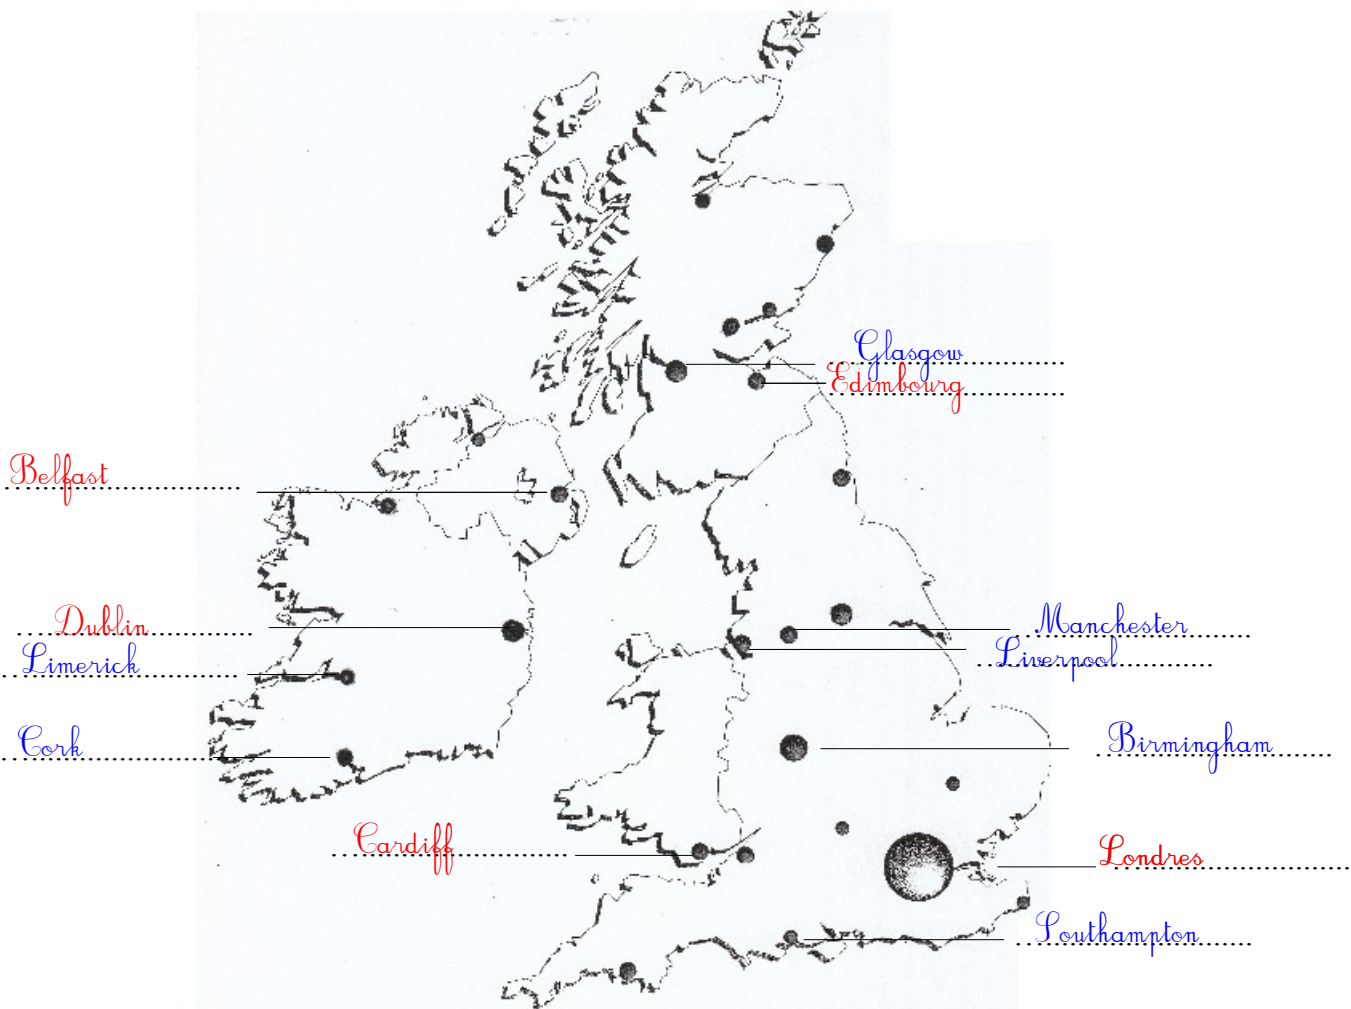 Glasgow
Edimbourg
Belfast
Dublin
Manchester
Limerick
Liverpool
Cork
Birmingham
Cardiff
Londres
Southampton